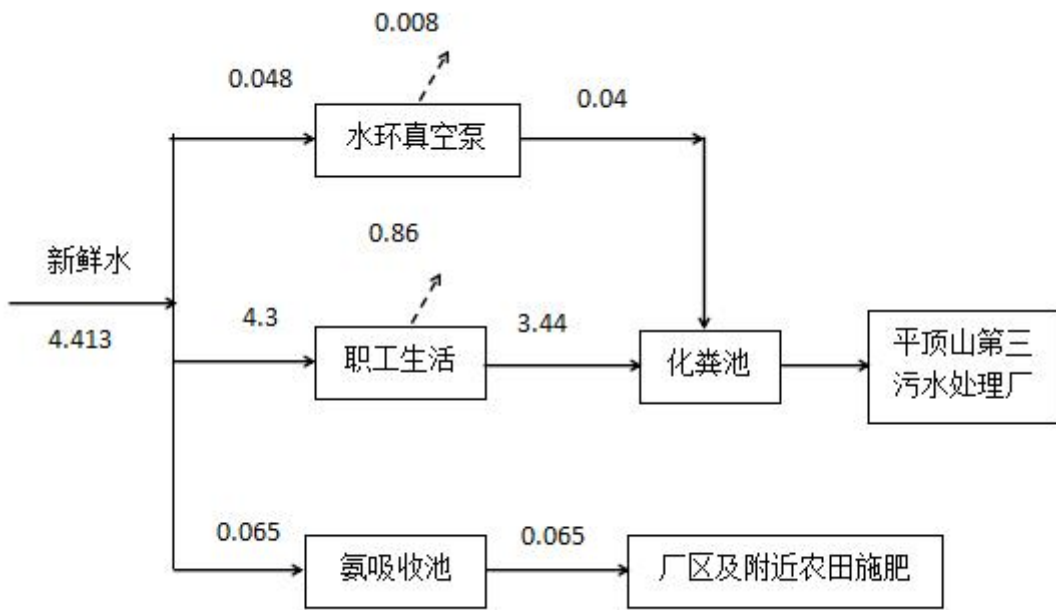 0.008
0.048
0.04
水环真空泵
0.86
新鲜水
4.413
4.3
3.44
职工生活
化粪池
平顶山第三
污水处理厂
0.065
0.065
氨吸收池
厂区及附近农田施肥